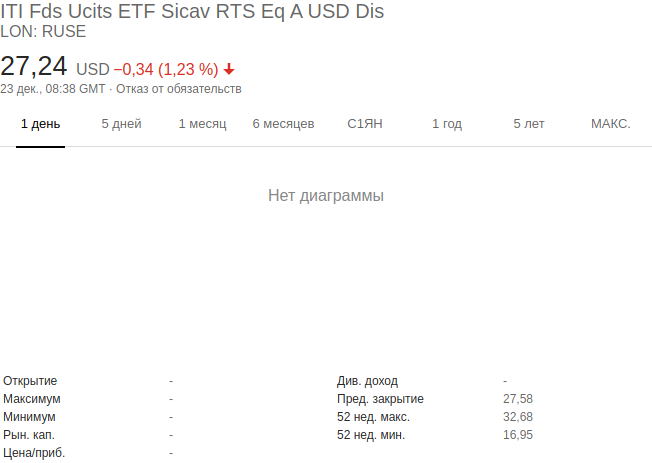 ITI Fds Ucits ETF Sicav RTS Eq A USD Dis
LON: RUSE
27,24 USD −0,34 (1,23 %)
23 дек., 08:38 GMT · Отказ от обязательств
1 день 5 дней 1 месяц 6 месяцев С1ЯН 1 год 5 лет МАКС.
Нет диаграммы
Открытие - Див. доход -
Максимум - Пред. закрытие 27,58
Минимум - 52 нед. макс. 32,68
Рын. кап. - 52 нед. мин. 16,95
Цена/приб. -